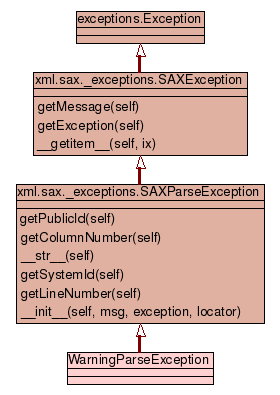 exceptions.Exception
xml.sax._exceptions.SAXException
getMessage(self)
getException(self)
__getitem__(self, ix)
xml.sax._exceptions.SAXParseException
getPublicId(self)
getColumnNumber(self)
__str__(self)
getSystemId(self)
getLineNumber(self)
__init__(self, msg, exception, locator)
WarningParseException